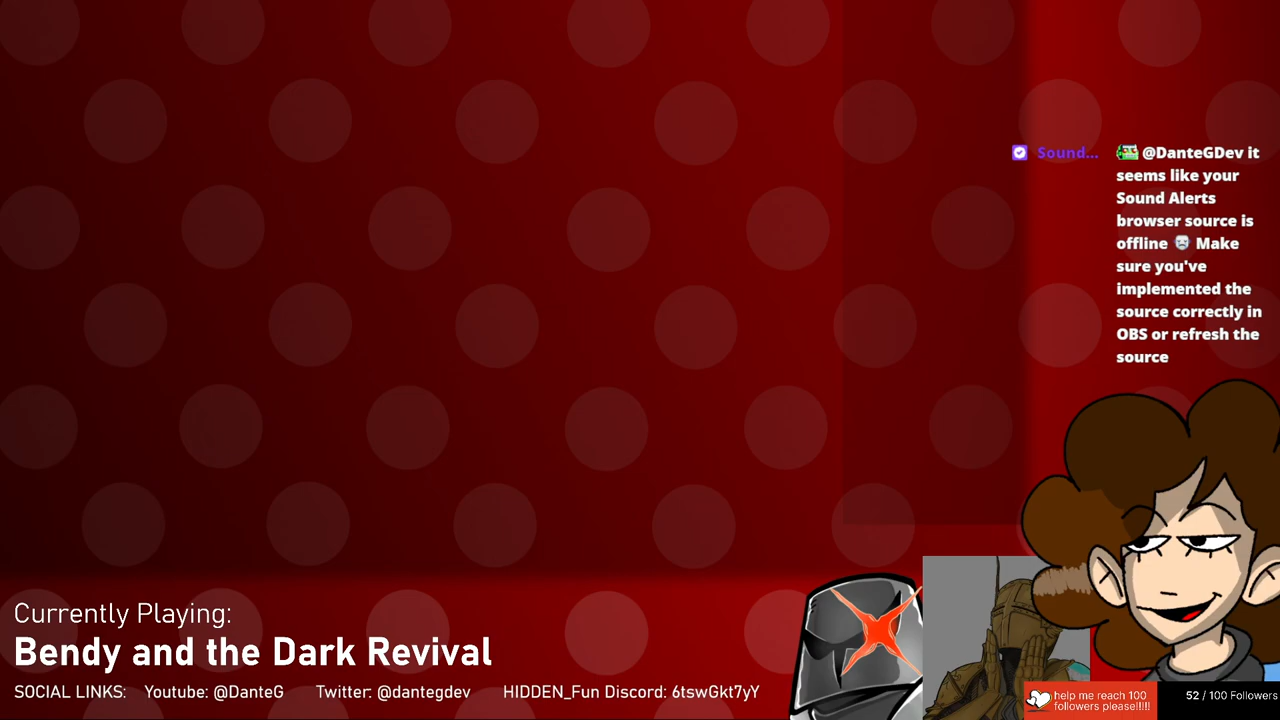 Sound... @DanteGDev it
seems like your
Sound Alerts
browser source is
offline Make
sure you've
implemented the
source correctly in
OBS or refresh the
source
Currently Playing:
Bendy and the Dark Revival
SOCIAL LINKS: Youtube: @DanteG Twitter: @dantegdev HIDDEN_Fun Discord: 6tswGkt7yY
help me reach 100
followers please!!!!!
52 / 100 Followers